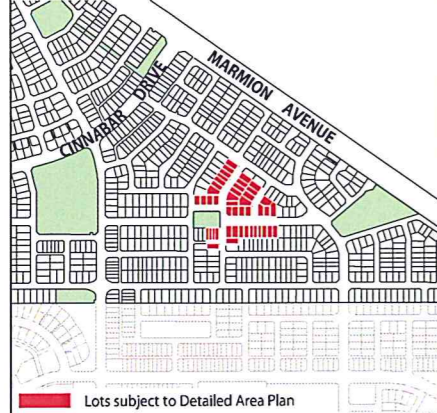 MARMION AVENUE
CINNABAR DRIVE
Lots subject to Detailed Area Plan